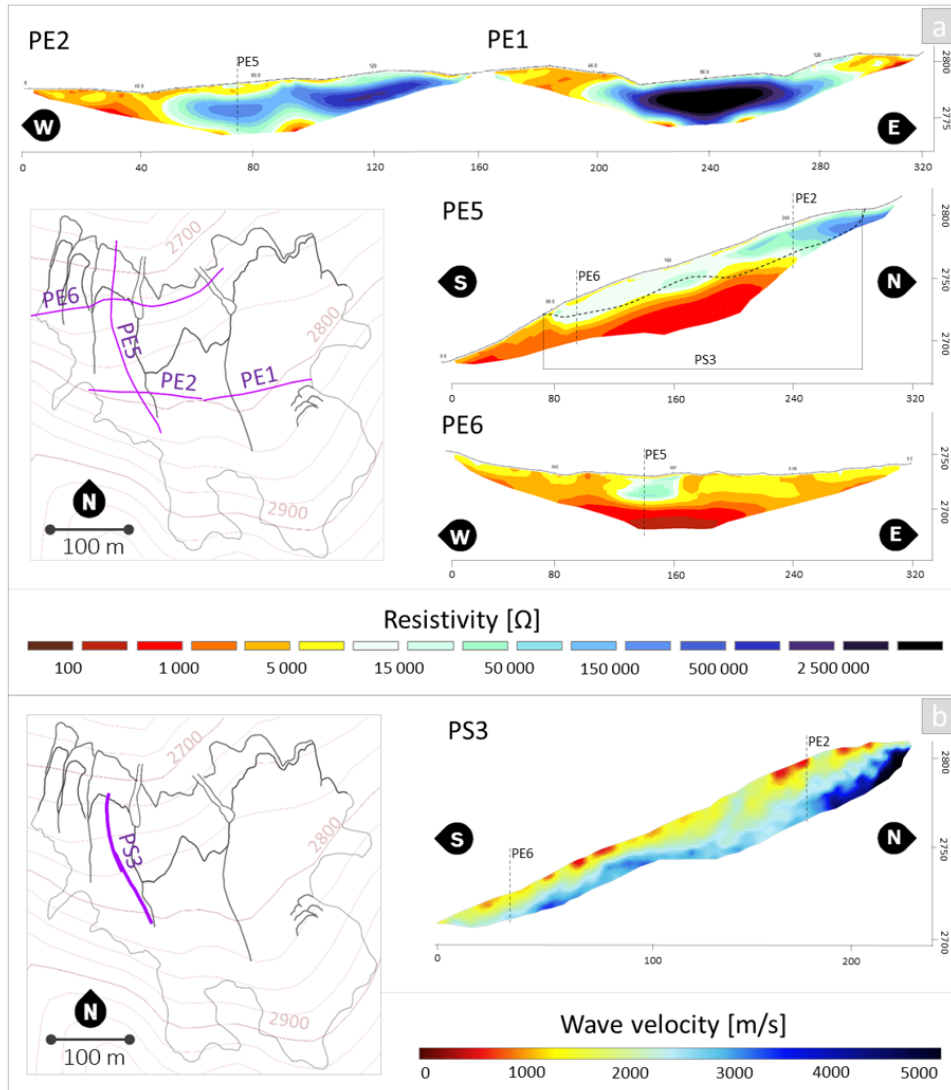 a
PE2
PE1
PE5
2800
2775
W
E
0 40 80 120 160 200 240 280 320
2700
2800
2900
PE6
PE5
PE2
PE1
N
100 m
PE5
PE2
PE6
S
N
2800
2750
2700
PS3
0 80 160 240 320
PE6
PE5
2750
2700
W
E
0 80 160 240 320
Resistivity [Ω]
100 1 000 5 000 15 000 50 000 150 000 500 000 2 500 000
b
2700
2800
2900
PS3
N
100 m
PS3
PE2
PE6
S
N
2800
2750
2700
0 100 200
Wave velocity [m/s]
0 1000 2000 3000 4000 5000